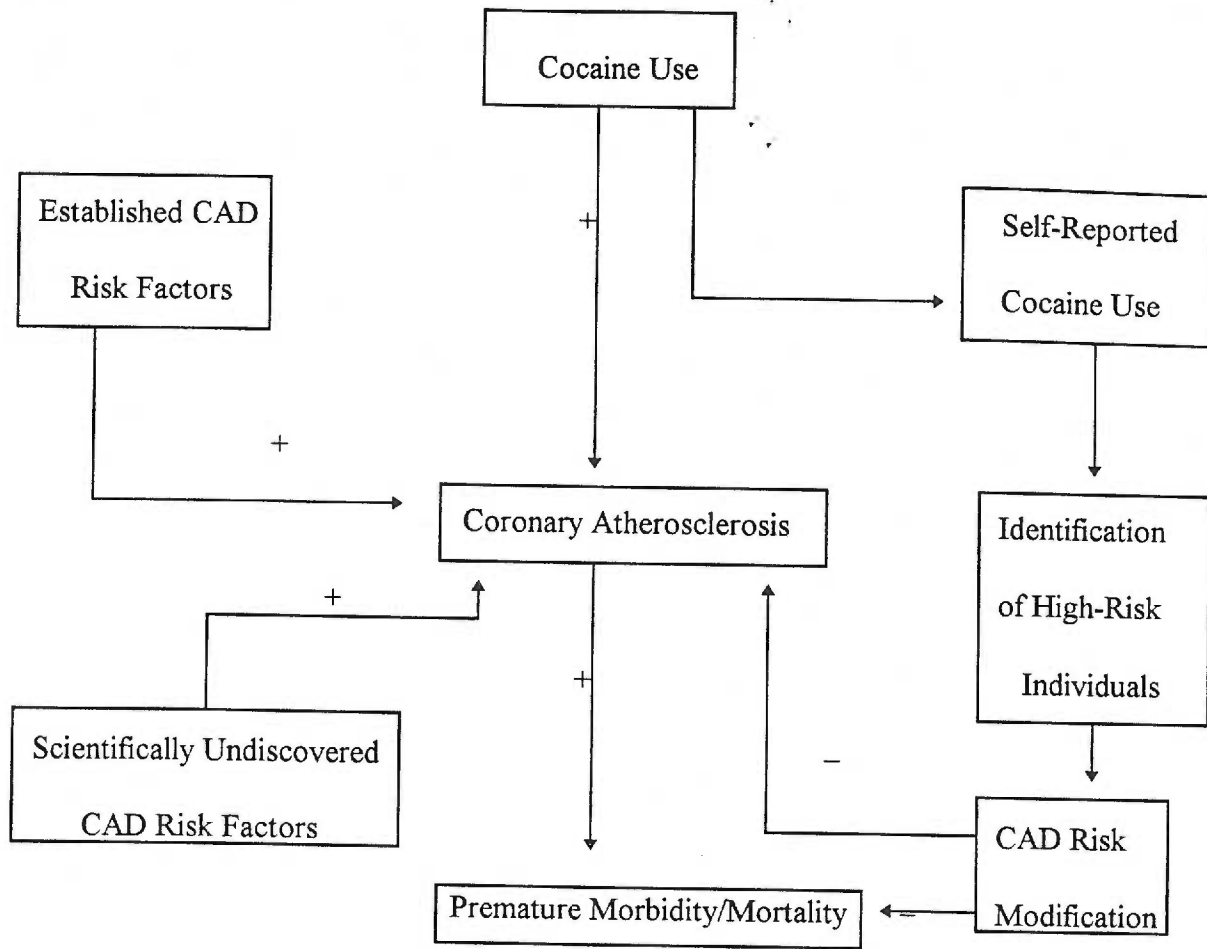 Cocaine Use
Established CAD
Risk Factors
+
Self-Reported
Cocaine Use
+
Coronary Atherosclerosis
Identification
of High-Risk
Individuals
+
+
Scientifically Undiscovered
CAD Risk Factors
−
CAD Risk
Modification
Premature Morbidity/Mortality
−